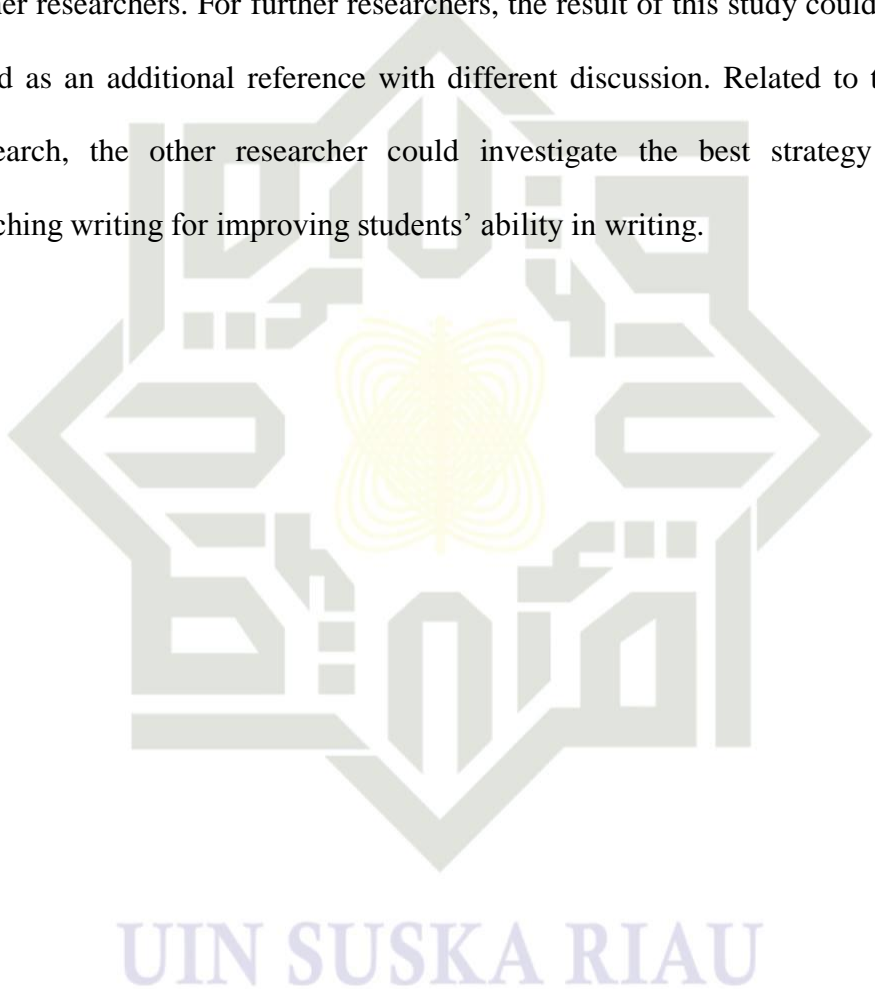 her researchers. For further researchers, the result of this study could
d as an additional reference with different discussion. Related to t
earch, the other researcher could investigate the best strategy
ching writing for improving students’ ability in writing.
UIN SUSKA RIAU